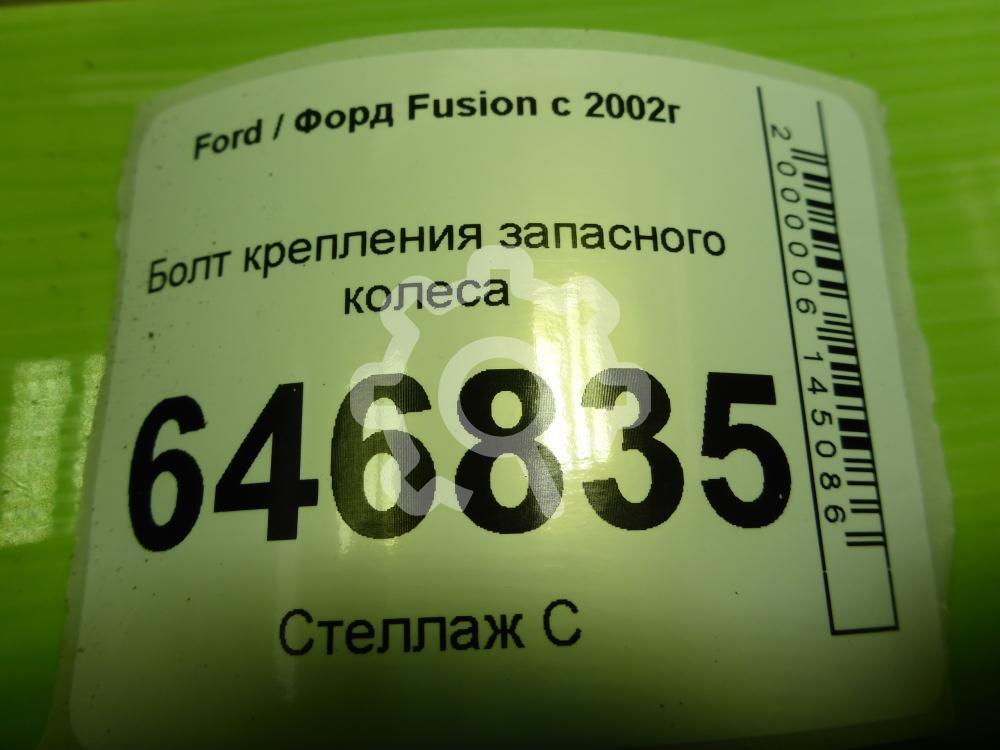 Ford / Форд Fusion с 2002г
Болт крепления запасного
колеса
646835
Стеллаж С
2000006145086